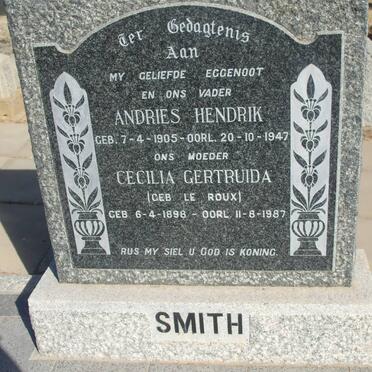 Ter Gedagtenis
Aan
MY GELIEFDE EGGENOOT
EN ONS VADER
ANDRIES HENDRIK
GEB. 7-4-1905-OORL. 20-10-1947
ONS MOEDER
CECILIA GERTRUIDA
(GEB LE ROUX)
GEB 6-4-1898-OORL 11-8-1987
RUS MY SIEL U GOD IS KONING.
SMITH